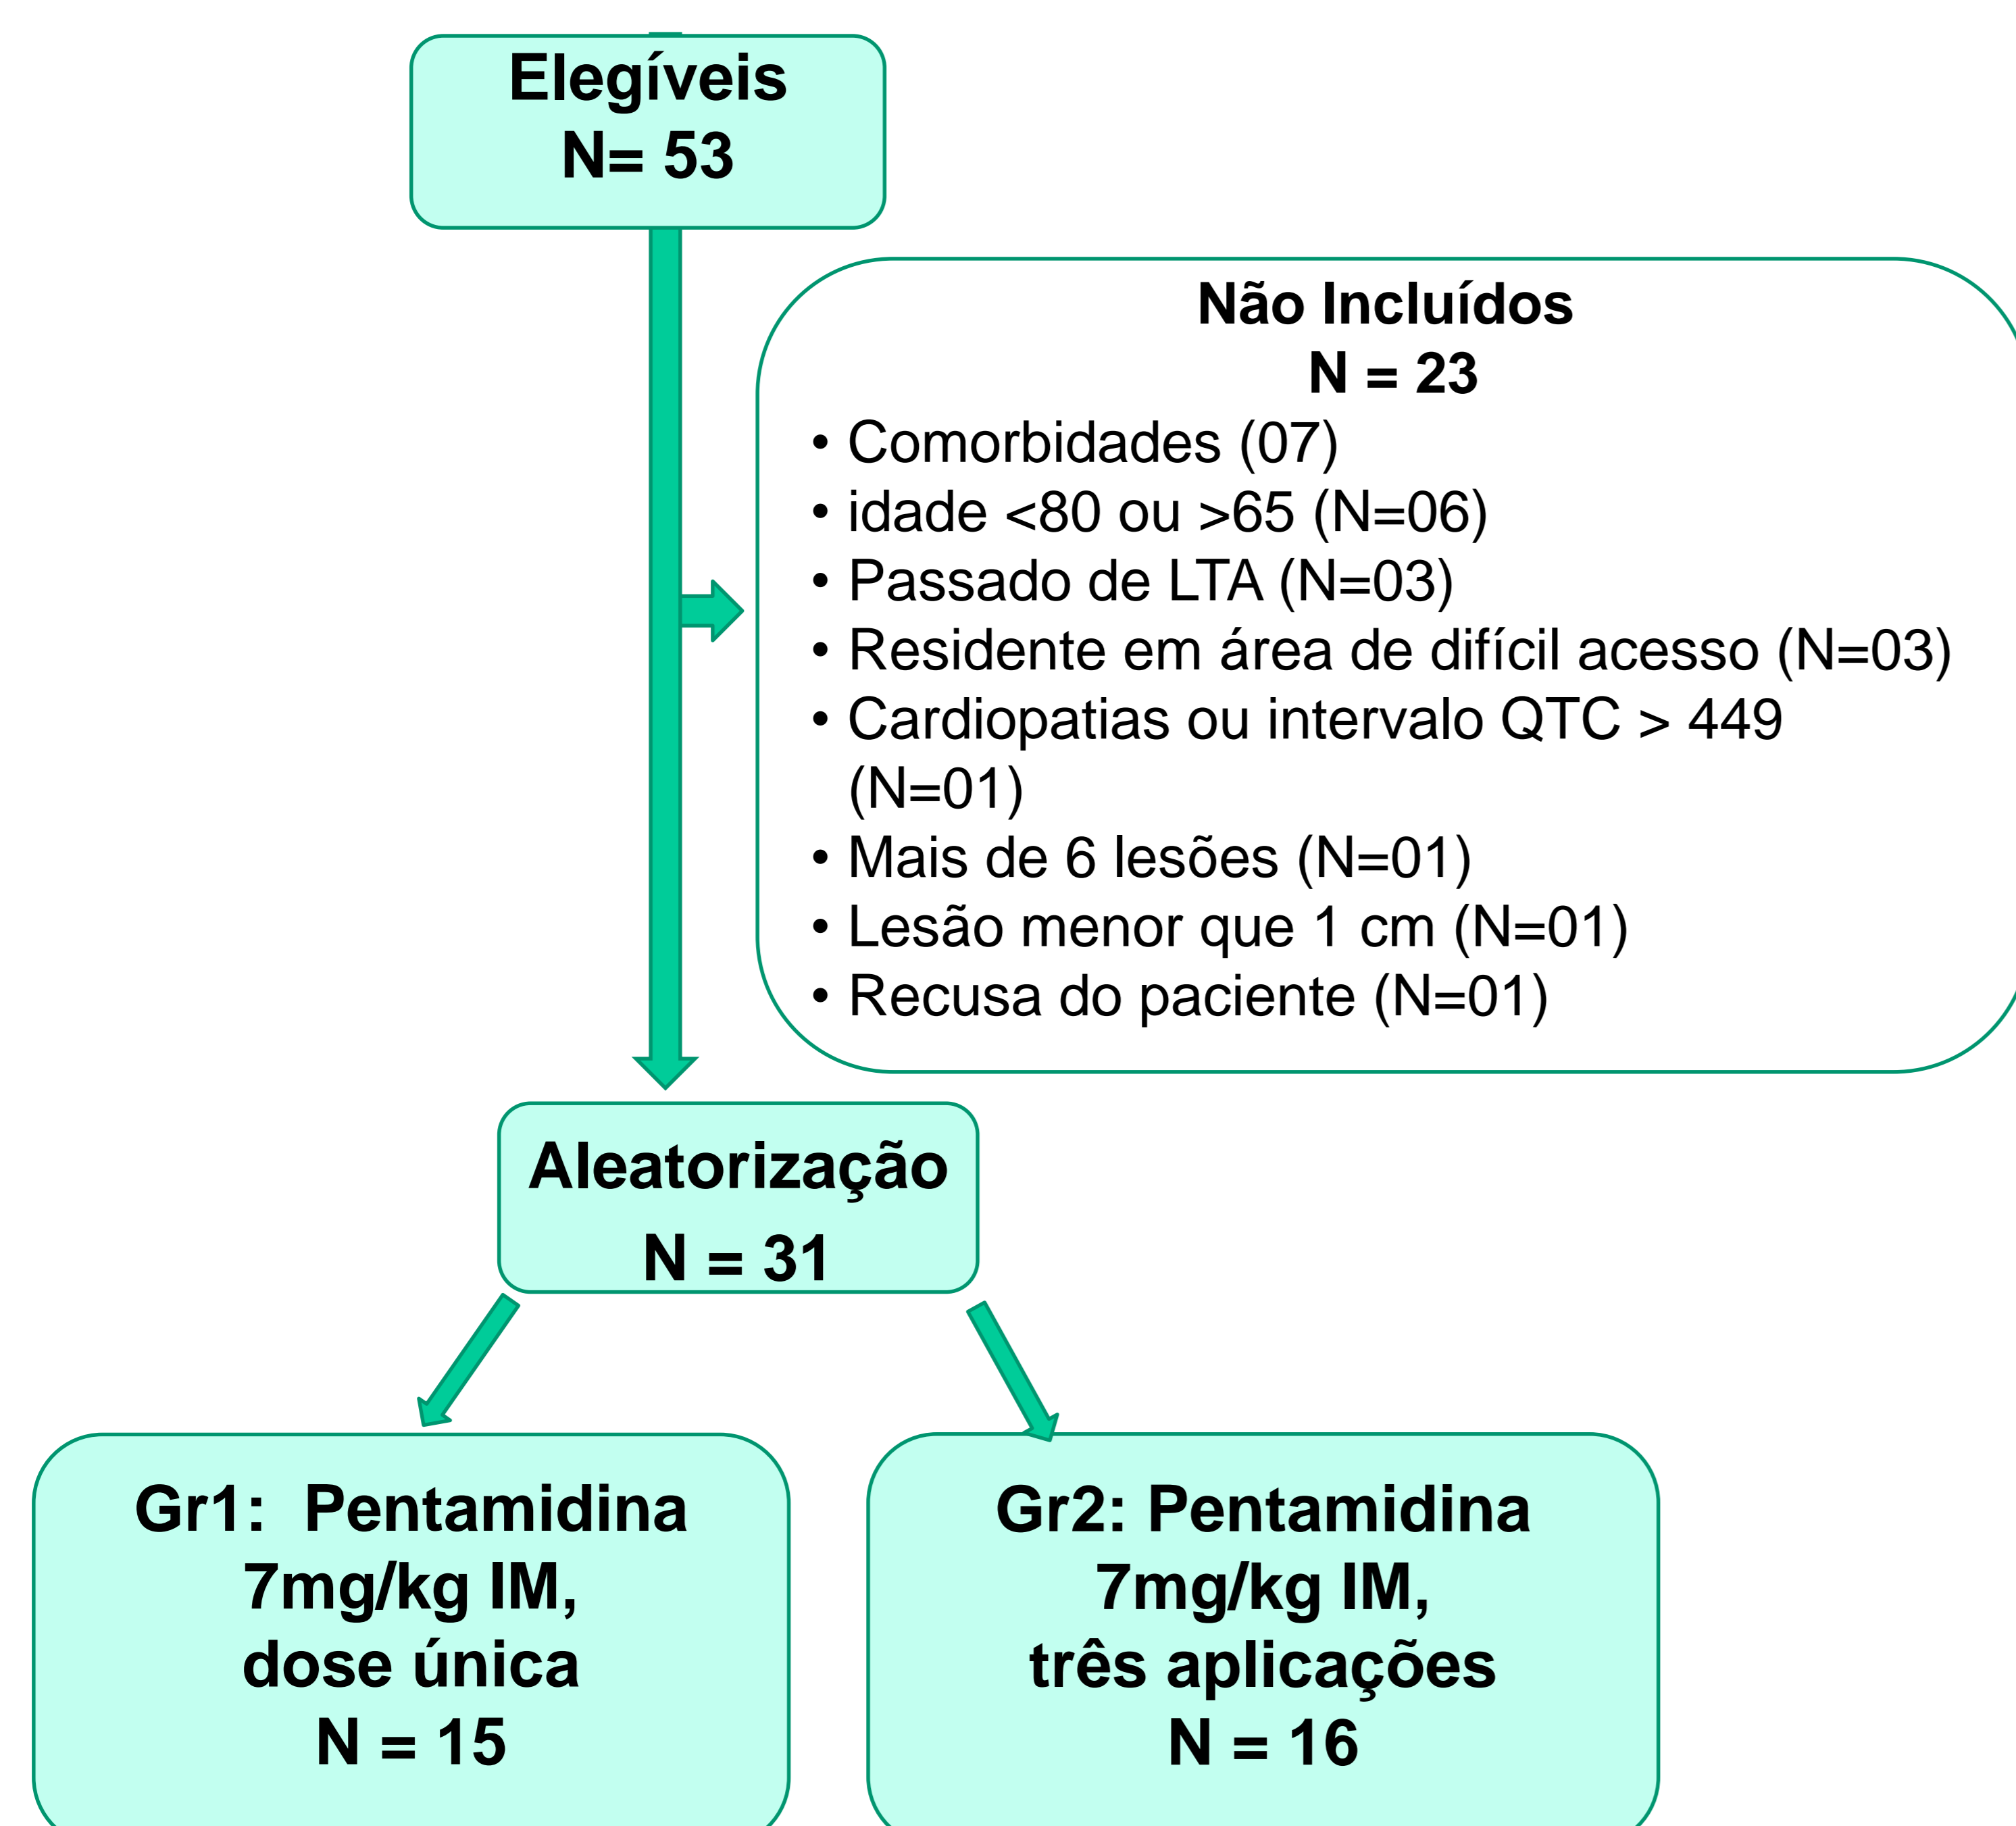 Elegíveis
N= 53
Não Incluídos
N = 23
• Comorbidades (07)
• idade <80 ou >65 (N=06)
• Passado de LTA (N=03)
• Residente em área de difícil acesso (N=03)
• Cardiopatias ou intervalo QTC > 449
(N=01)
• Mais de 6 lesões (N=01)
• Lesão menor que 1 cm (N=01)
• Recusa do paciente (N=01)
Aleatorização
N = 31
Gr1: Pentamidina
7mg/kg IM,
dose única
N = 15
Gr2: Pentamidina
7mg/kg IM,
três aplicações
N = 16